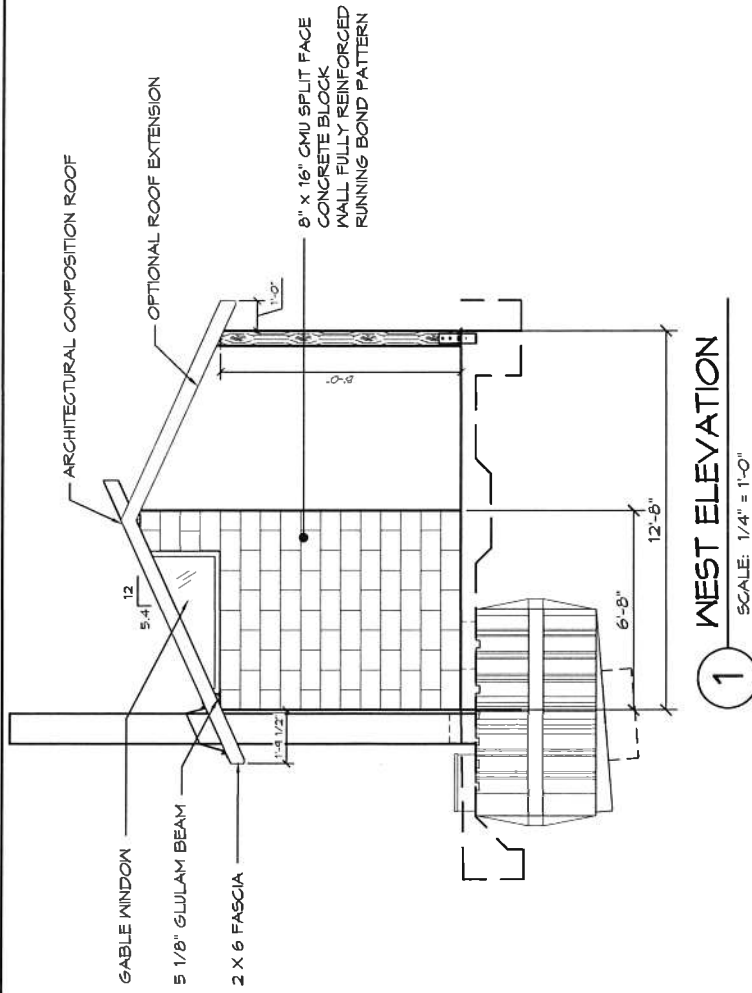 ARCHITECTURAL COMPOSITION ROOF
OPTIONAL ROOF EXTENSION
8" x 16" CMU SPLIT FACE
CONCRETE BLOCK
WALL FULLY REINFORCED
RUNNING BOND PATTERN
GABLE WINDOW
5 1/8" GLULAM BEAM
2 X 6 FASCIA
12
5.4
1'-0"
8'-0"
1'-9 1/2"
6'-8"
12'-8"
1
WEST ELEVATION
SCALE: 1/4" = 1'-0"